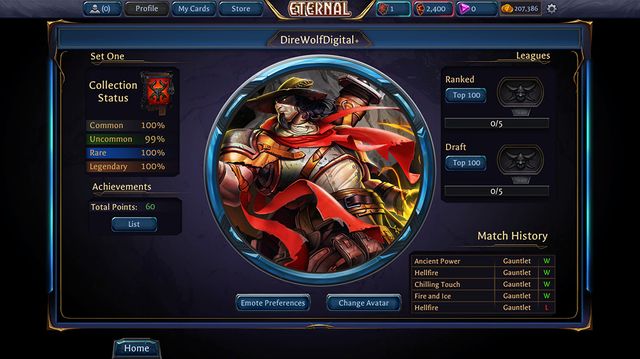 (0) Profile My Cards Store ETERNAL 1 2,400 0 207,386
DireWolfDigital+
Set One
Leagues
Collection
Status
Common 100%
Uncommon 99%
Rare 100%
Legendary 100%
Achievements
Total Points: 60
List
Ranked
Top 100
0/5
Draft
Top 100
0/5
Match History
Ancient Power Gauntlet W
Hellfire Gauntlet W
Chilling Touch Gauntlet W
Fire and Ice Gauntlet W
Hellfire Gauntlet L
Emote Preferences Change Avatar
Home